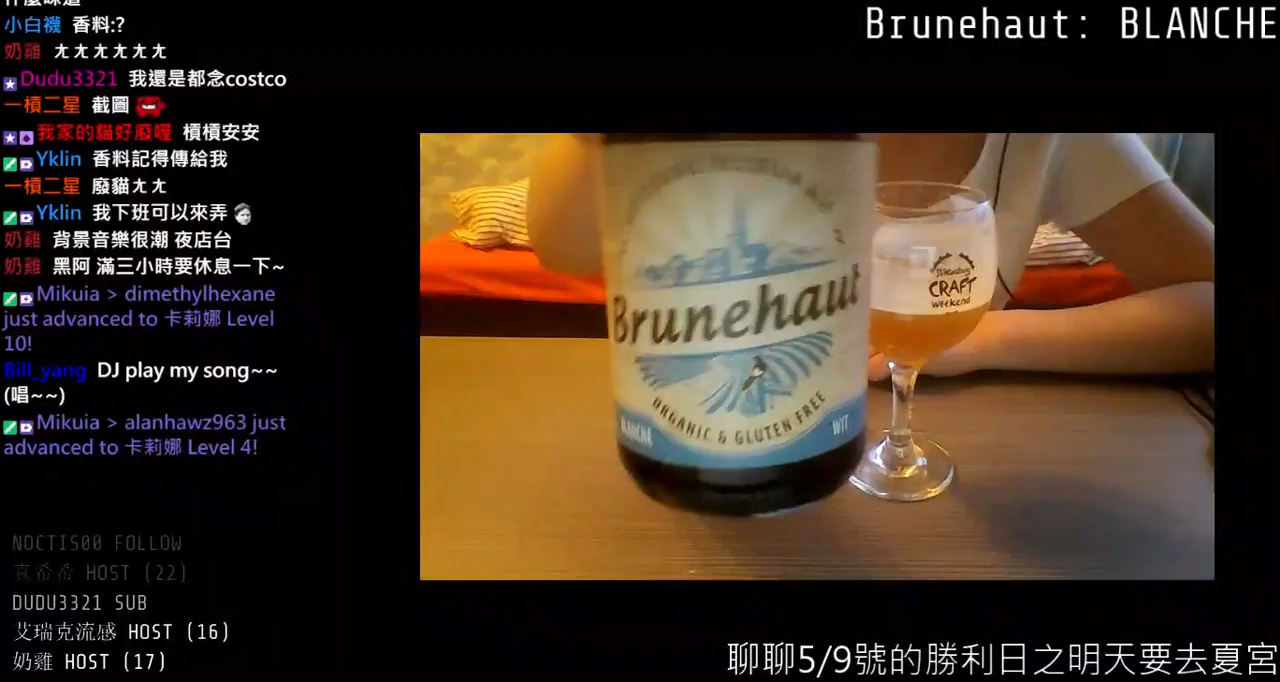 小白襪 香料:?
奶雞 ㄤㄤㄤㄤㄤㄤ
Dudu3321 我還是都念costco
一槓二星 截圖
我家的貓好廢喔 槓槓安安
Yklin 香料記得傳給我
一槓二星 廢貓ㄤㄤ
Yklin 我下班可以來弄
奶雞 背景音樂很潮 夜店台
奶雞 黑阿 滿三小時要休息一下~
Mikuia > dimethylhexane
just advanced to 卡莉娜 Level
10!
Bill_yang DJ play my song~~
(唱~~)
Mikuia > alanhawz963 just
advanced to 卡莉娜 Level 4!
NOCTIS00 FOLLOW
真希希 HOST (22)
DUDU3321 SUB
艾瑞克流感 HOST (16)
奶雞 HOST (17)
Brunehaut: BLANCHE
Brunehaut
ORGANIC & GLUTEN FREE
BLANCHE
WIT
CRAFT
weekend
聊聊5/9號的勝利日之明天要去夏宮